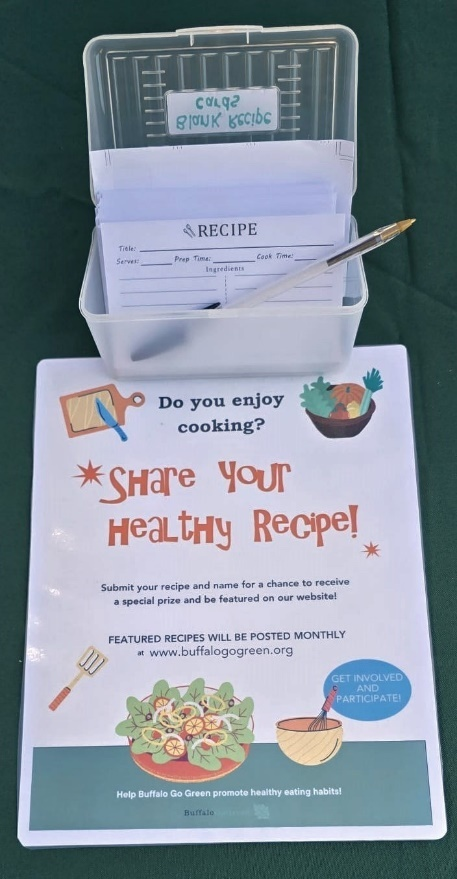 Blank Recipe
cards
RECIPE
Title:
Serves: Prep Time: Cook Time:
Ingredients
Do you enjoy
cooking?
SHare Your
HealtHy Recipe!
Submit your recipe and name for a chance to receive
a special prize and be featured on our website!
FEATURED RECIPES WILL BE POSTED MONTHLY
at www.buffalogogreen.org
GET INVOLVED
AND
PARTICIPATE!
Help Buffalo Go Green promote healthy eating habits!
Buffalo